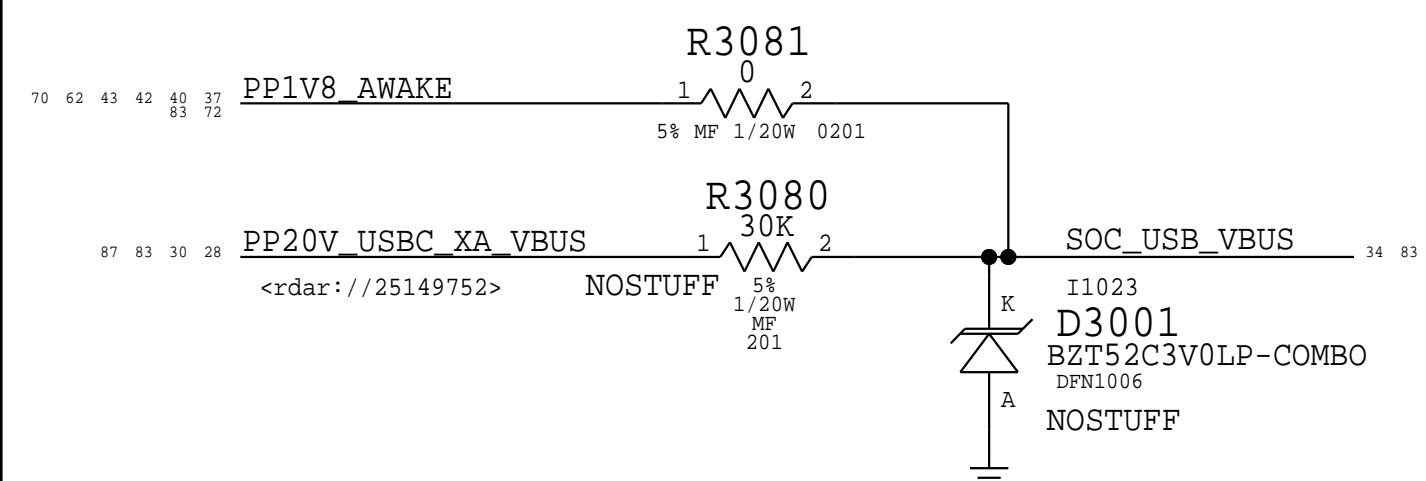 R3081
0
70 62 43 42 40 37
83 72
PP1V8_AWAKE
1
2
5% MF 1/20W 0201
R3080
30K
87 83 30 28
PP20V_USBC_XA_VBUS
1
2
SOC_USB_VBUS
34 83
<rdar://25149752>
NOSTUFF
5%
1/20W
MF
201
I1023
K
D3001
BZT52C3V0LP-COMBO
DFN1006
A
NOSTUFF